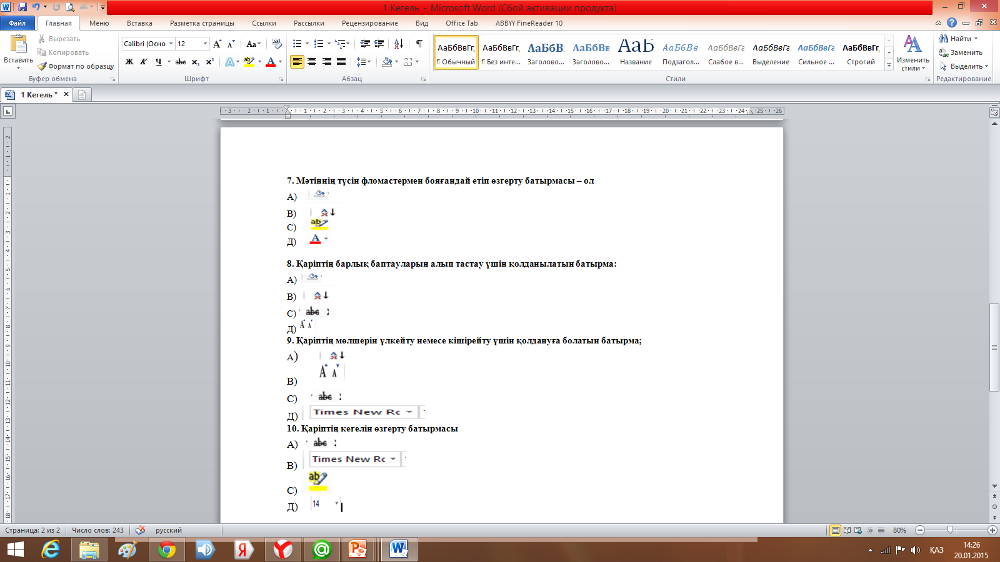 1 Кегель - Microsoft Word (Сбой активации продукта)
Файл Главная Меню Вставка Разметка страницы Ссылки Рассылки Рецензирование Вид Office Tab ABBYY FineReader 10
Вставить
Вырезать
Копировать
Формат по образцу
Буфер обмена
Calibri (Осно 12
Ж К Ч abc x₂ x²
Шрифт
Абзац
АаБбВвГг, АаБбВвГг, АаБбВ АаБбВв АаБ АаБбВв АаБбВвГг АаБбВвГг АаБбВвГг АаБбВвГг,
¶ Обычный ¶ Без инте... Заголово... Заголово... Название Подзагол... Слабое в... Выделение Сильное ... Строгий
Стили
Изменить стили
Найти
Заменить
Выделить
Редактирование
1 Кегель *
3 2 1 1 2 3 4 5 6 7 8 9 10 11 12 13 14 15 16 17 18 19 20 21 22 23 24 25 26
7. Мәтіннің түсін фломастермен бояғандай етіп өзгерту батырмасы – ол
А)
В)
С) ab
Д) А
8. Қаріптің барлық баптауларын алып тастау үшін қолданылатын батырма:
А)
В)
С) abc
Д) А А
9. Қаріптің мөлшерін үлкейту немесе кішірейту үшін қолдануға болатын батырма;
А)
В) А А
С) abc
Д) Times New Rc
10. Қаріптің кегелін өзгерту батырмасы
А) abc
В) Times New Rc
С) ab
Д) 14
Страница: 2 из 2 Число слов: 243 русский 80%
ҚАЗ 14:26
20.01.2015